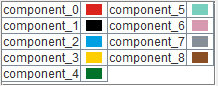 component_0 component_5
component_1 component_6
component_2 component_7
component_3 component_8
component_4